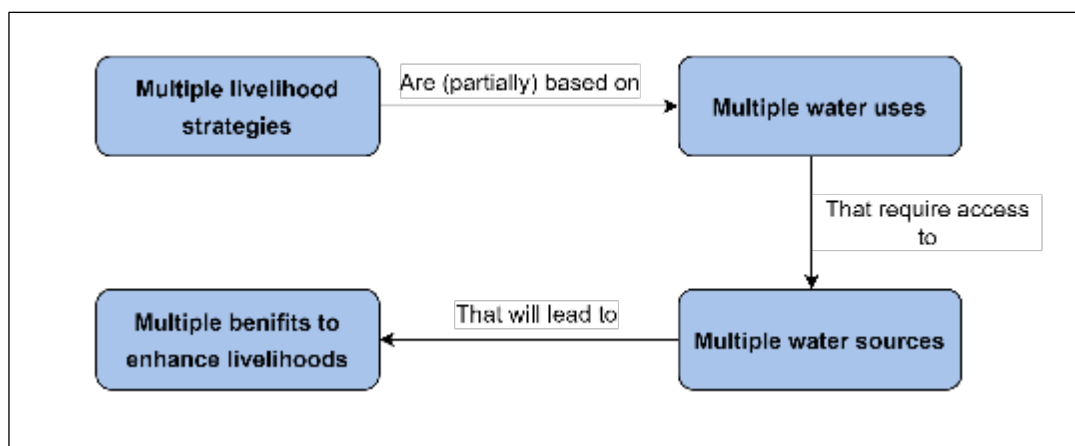 Multiple livelihood
strategies
Are (partially) based on
Multiple water uses
That require access
to
Multiple water sources
That will lead to
Multiple benifits to
enhance livelihoods